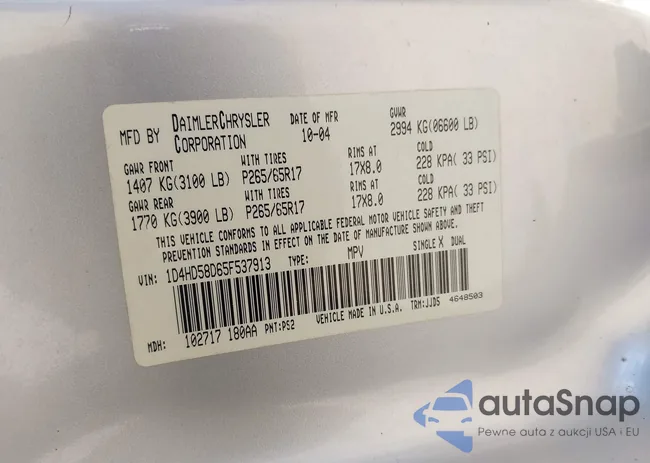 MFD BY DAIMLERCHRYSLER CORPORATION DATE OF MFR 10-04 GVWR 2994 KG(06600 LB)
GAWR FRONT WITH TIRES RIMS AT COLD
1407 KG(3100 LB) P265/65R17 17X8.0 228 KPA( 33 PSI)
GAWR REAR WITH TIRES RIMS AT COLD
1770 KG(3900 LB) P265/65R17 17X8.0 228 KPA( 33 PSI)
THIS VEHICLE CONFORMS TO ALL APPLICABLE FEDERAL MOTOR VEHICLE SAFETY AND THEFT
PREVENTION STANDARDS IN EFFECT ON THE DATE OF MANUFACTURE SHOWN ABOVE.
VIN: 1D4HD58D65F537913 TYPE: MPV SINGLE X DUAL
MDH: 102717 180AA PNT:PS2 VEHICLE MADE IN U.S.A. TRM:JJD5 4648503
autoSnap
Pewne auta z aukcji USA i EU